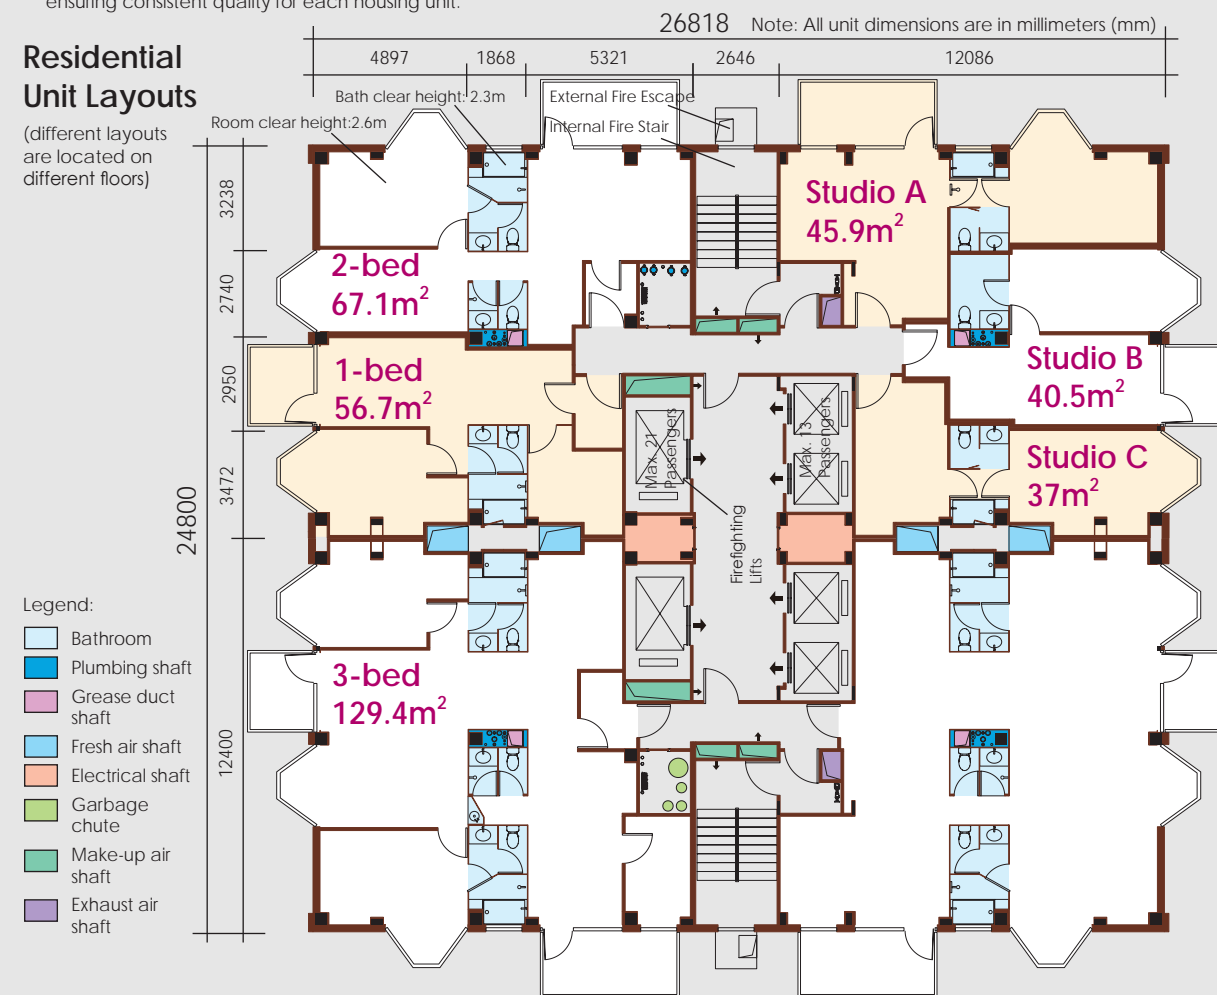 ensuring consistent quality for each housing unit.
26818
Note: All unit dimensions are in millimeters (mm)
Residential
Unit Layouts
(different layouts
are located on
different floors)
4897
1868
5321
2646
12086
Bath clear height: 2.3m
External Fire Escape
Room clear height:2.6m
Internal Fire Stair
3238
2740
2950
3472
24800
12400
Studio A
45.9m²
2-bed
67.1m²
1-bed
56.7m²
Studio B
40.5m²
Studio C
37m²
Max. 21
Passengers
Max. 13
Passengers
Firefighting
Lifts
3-bed
129.4m²
Legend:
Bathroom
Plumbing shaft
Grease duct
shaft
Fresh air shaft
Electrical shaft
Garbage
chute
Make-up air
shaft
Exhaust air
shaft